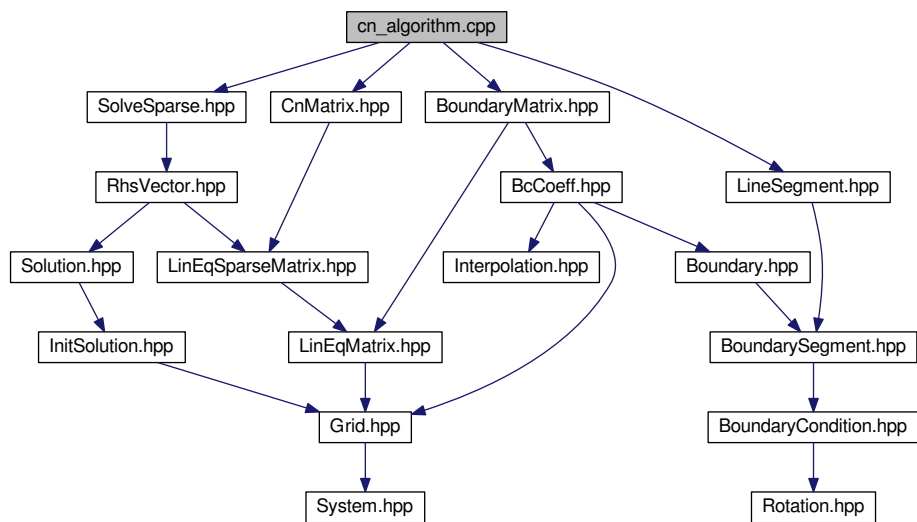 cn_algorithm.cpp
SolveSparse.hpp
CnMatrix.hpp
BoundaryMatrix.hpp
RhsVector.hpp
BcCoeff.hpp
LineSegment.hpp
Solution.hpp
LinEqSparseMatrix.hpp
Interpolation.hpp
Boundary.hpp
InitSolution.hpp
LinEqMatrix.hpp
BoundarySegment.hpp
Grid.hpp
BoundaryCondition.hpp
System.hpp
Rotation.hpp